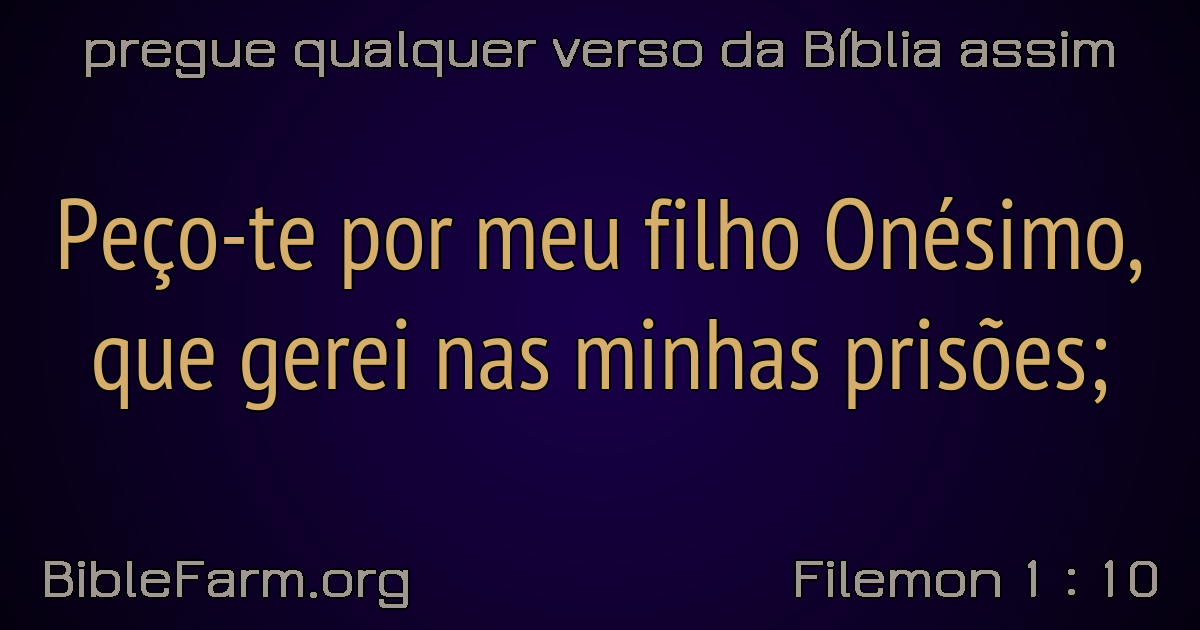 pregue qualquer verso da Bíblia assim
Peço-te por meu filho Onésimo,
que gerei nas minhas prisões;
BibleFarm.org
Filemon 1 : 10